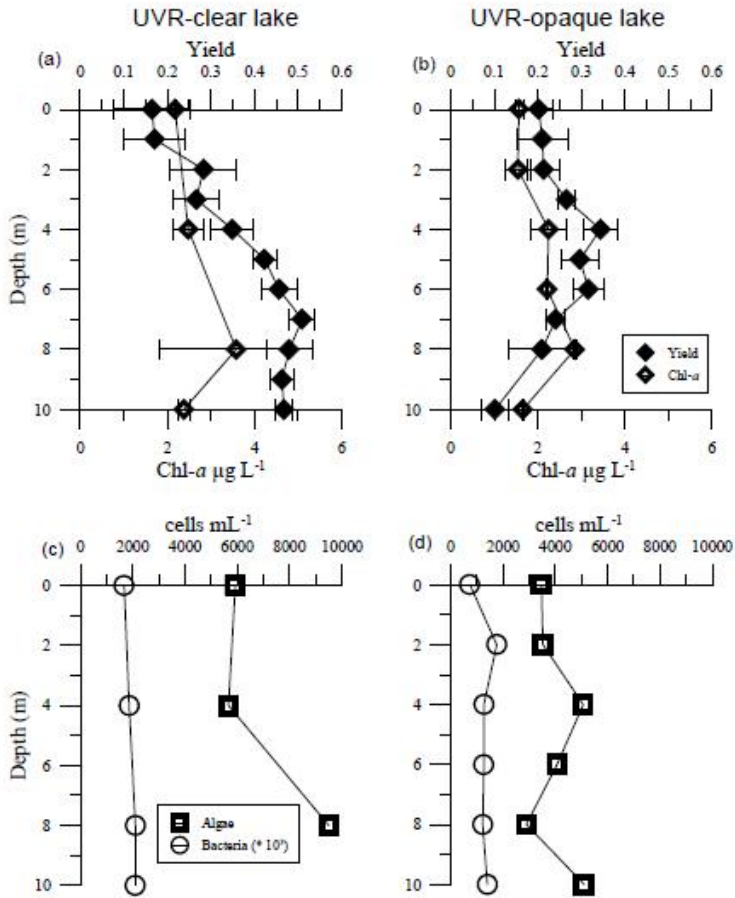 UVR-clear lake
UVR-opaque lake
(a)
Yield
0 0.1 0.2 0.3 0.4 0.5 0.6
(b)
Yield
0 0.1 0.2 0.3 0.4 0.5 0.6
0
2
4
6
8
10
Depth (m)
0 2 4 6
Chl-a µg L-1
0
2
4
6
8
10
Yield
Chl-a
0 2 4 6
Chl-a µg L-1
(c)
cells mL-1
0 2000 4000 6000 8000 10000
(d)
cells mL-1
0 2000 4000 6000 8000 10000
0
2
4
6
8
10
Depth (m)
Algae
Bacteria (* 10³)
0
2
4
6
8
10